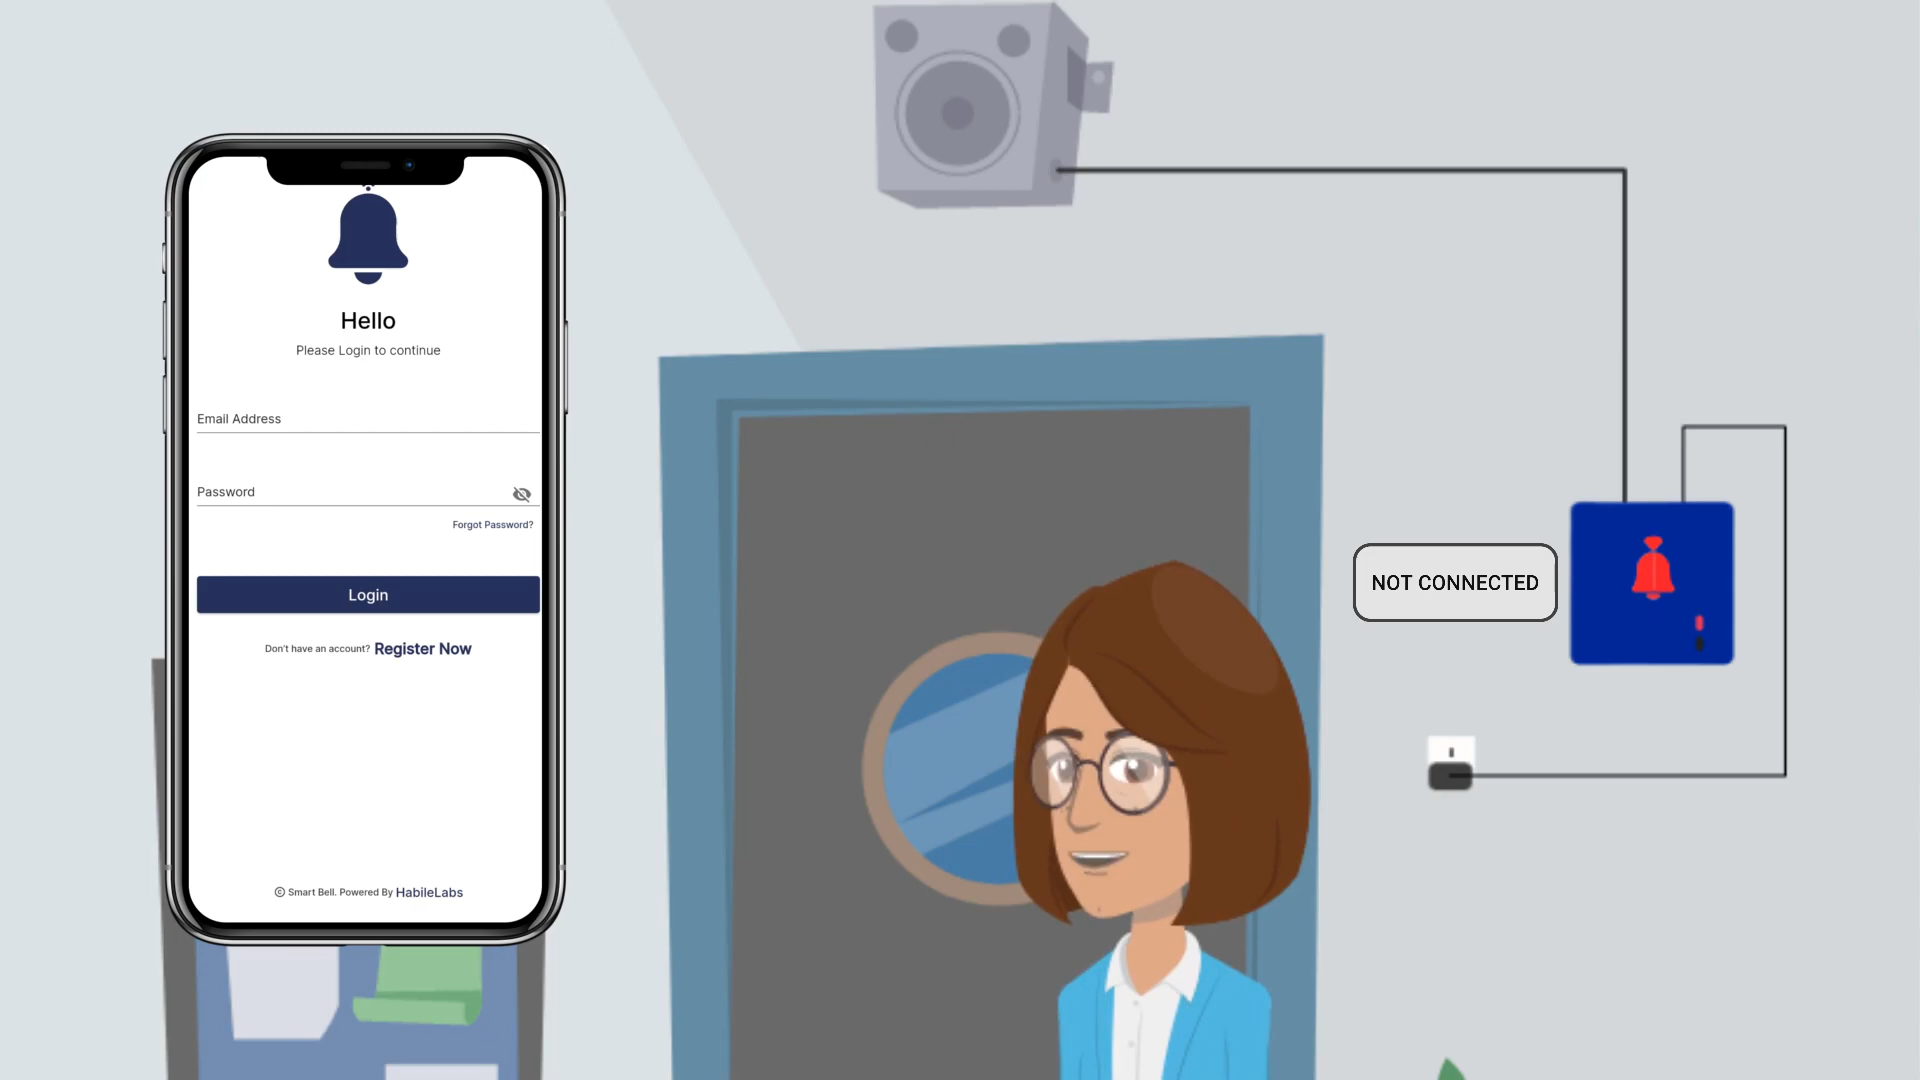 Hello
Please Login to continue
Email Address
Password
Forgot Password?
Login
Don't have an account? Register Now
© Smart Bell. Powered By HabileLabs
NOT CONNECTED